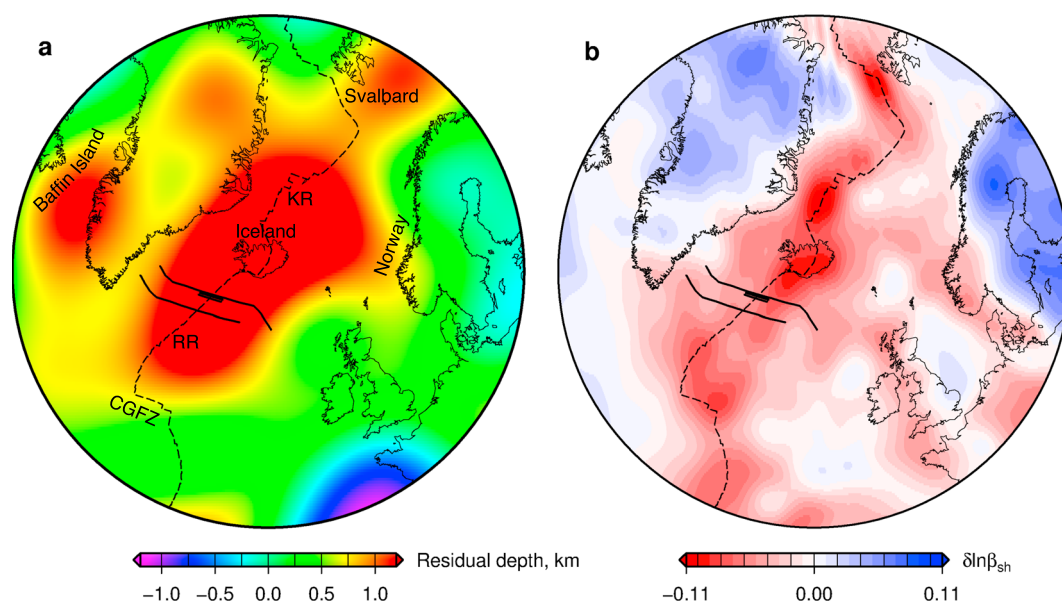 a
b
Svalbard
Baffin Island
KR
Iceland
Norway
RR
CGFZ
Residual depth, km
−1.0 −0.5 0.0 0.5 1.0
δlnβsh
−0.11 0.00 0.11